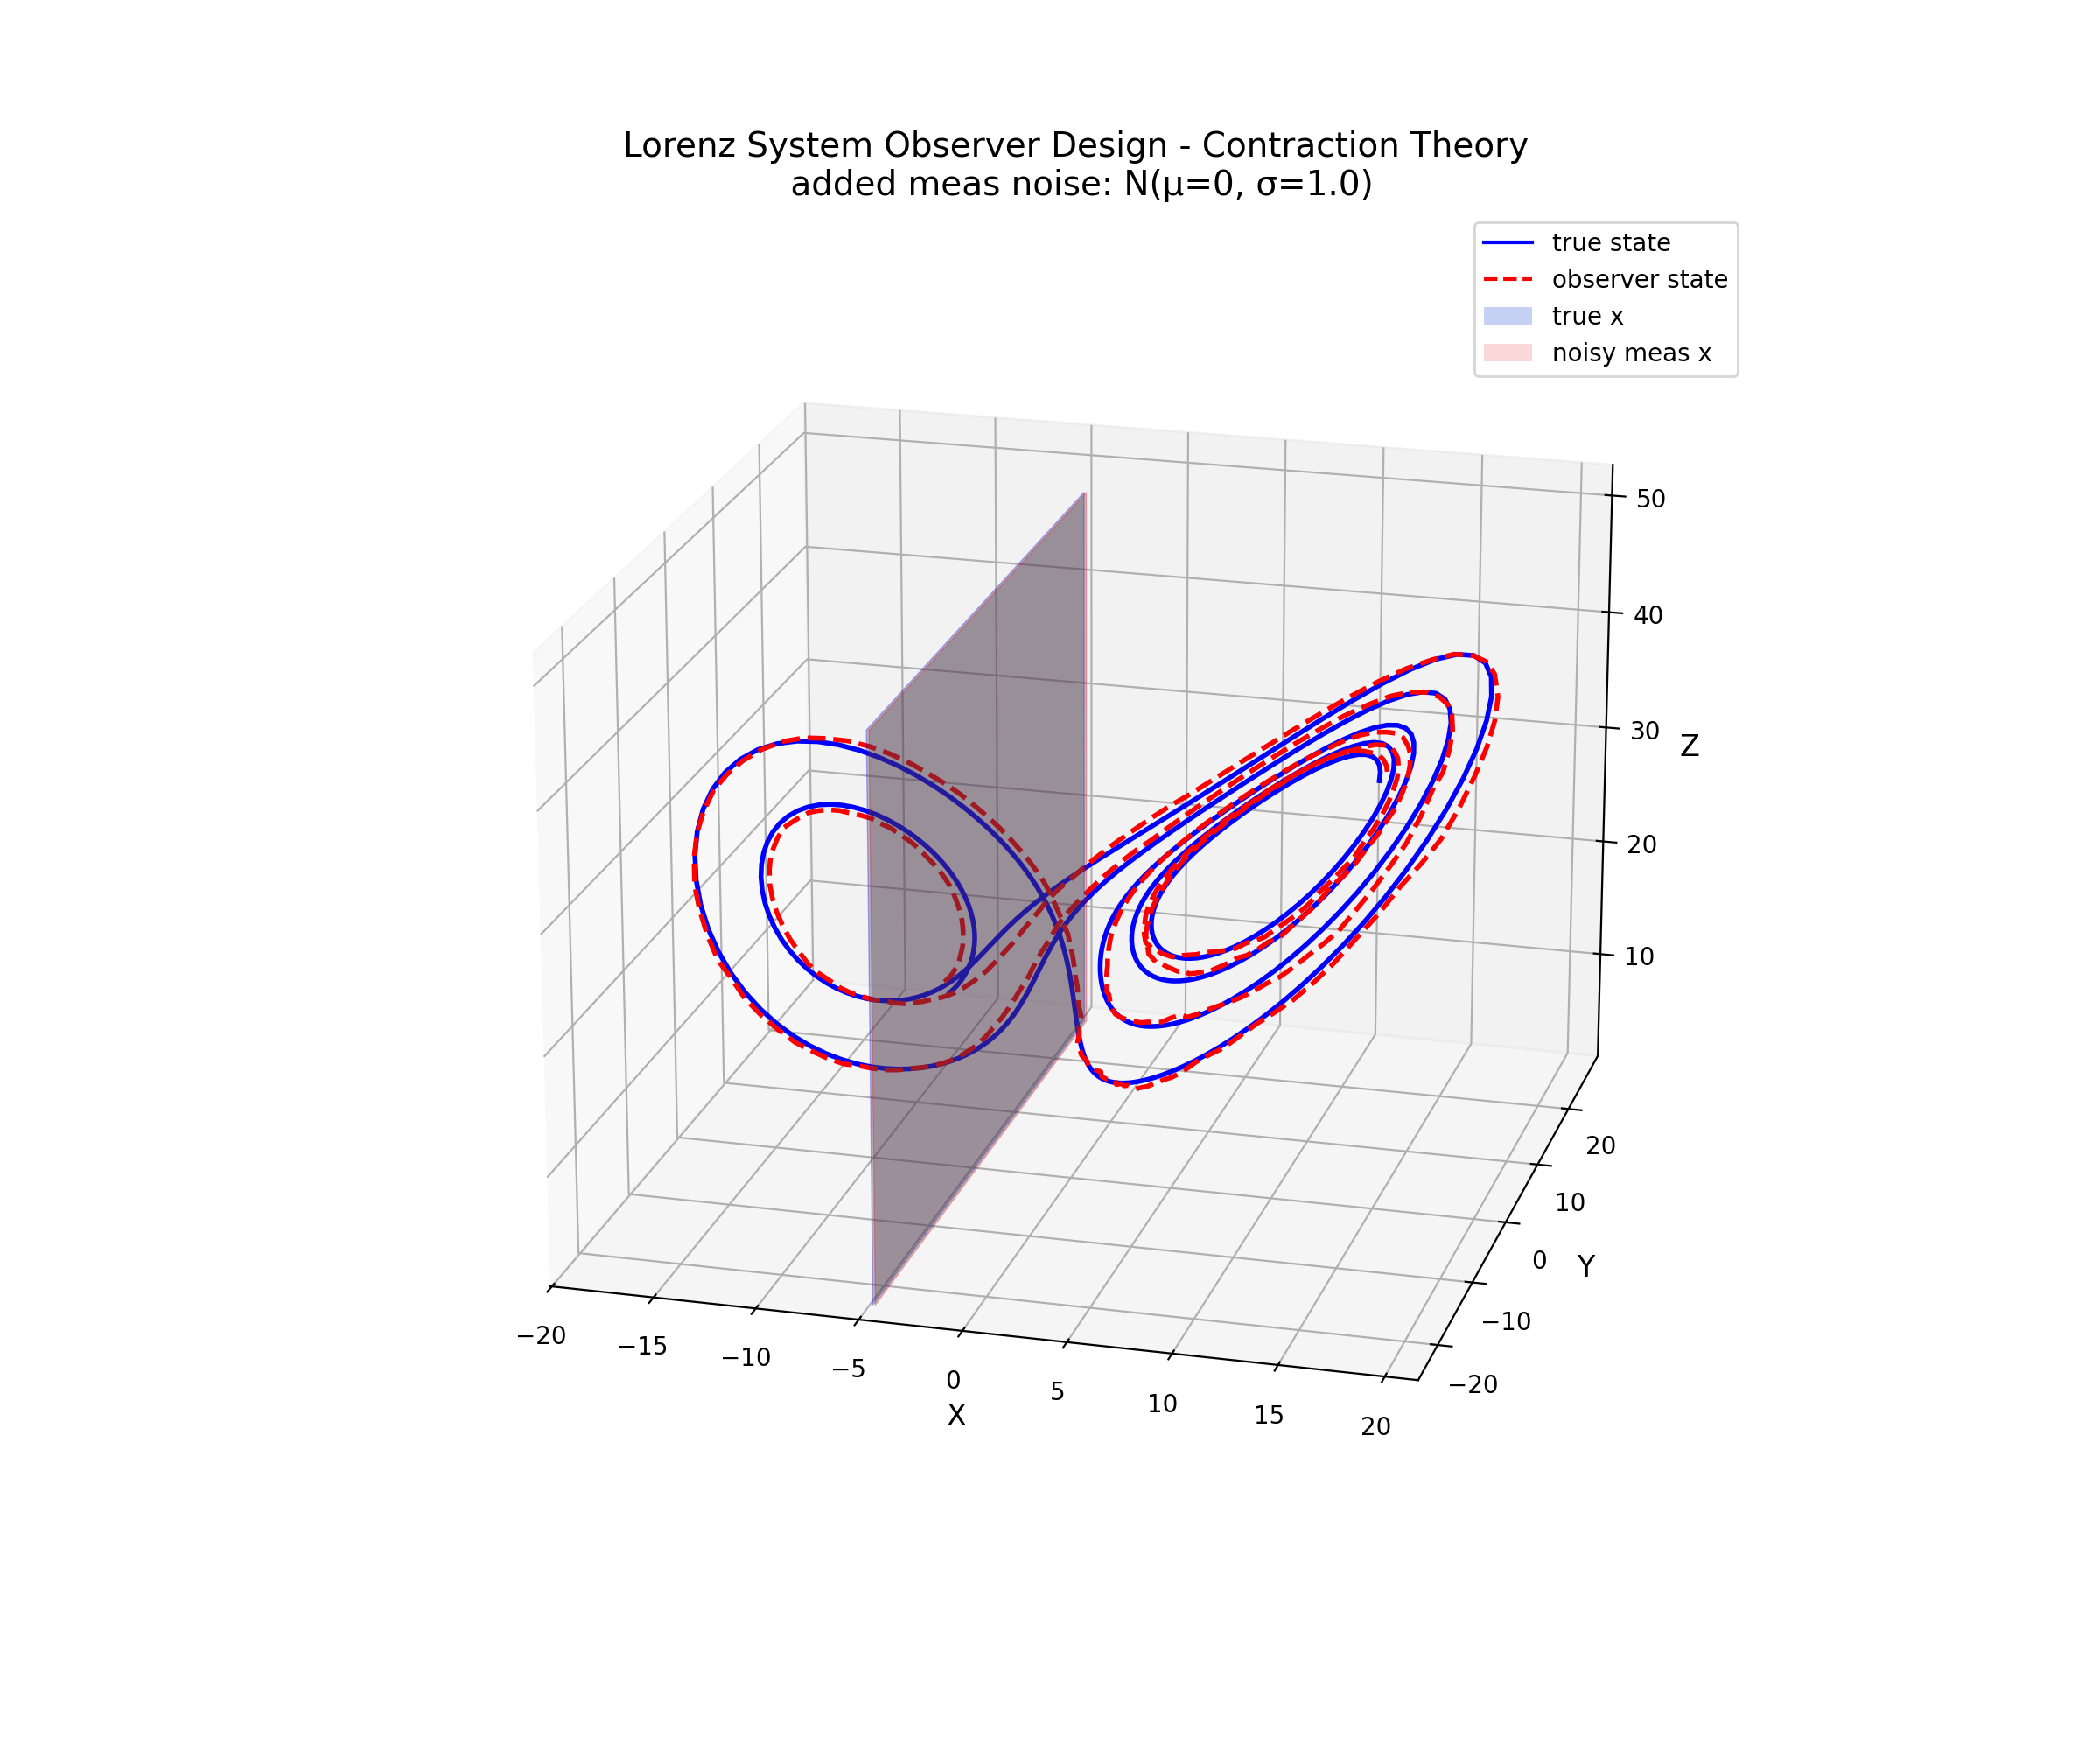 Lorenz System Observer Design - Contraction Theory
added meas noise: N(μ=0, σ=1.0)
true state
observer state
true x
noisy meas x
50
40
30
Z
20
10
20
10
0
Y
−10
−20
−20
−15
−10
−5
0
5
10
15
20
X